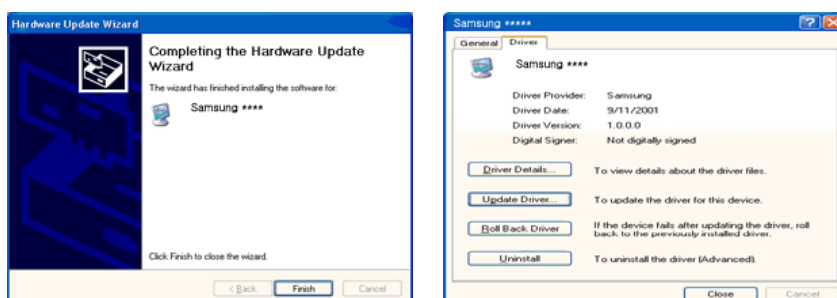 Hardware Update Wizard
Completing the Hardware Update
Wizard
The wizard has finished installing the software for:
Samsung ****
Click Finish to close the wizard.
< Back
Finish
Cancel
Samsung *****
General
Driver
Samsung ****
Driver Provider: Samsung
Driver Date: 9/11/2001
Driver Version: 1.0.0.0
Digital Signer: Not digitally signed
Driver Details... To view details about the driver files.
Update Driver... To update the driver for this device.
Roll Back Driver If the device fails after updating the driver, roll
back to the previously installed driver.
Uninstall To uninstall the driver (Advanced).
Close
Cancel